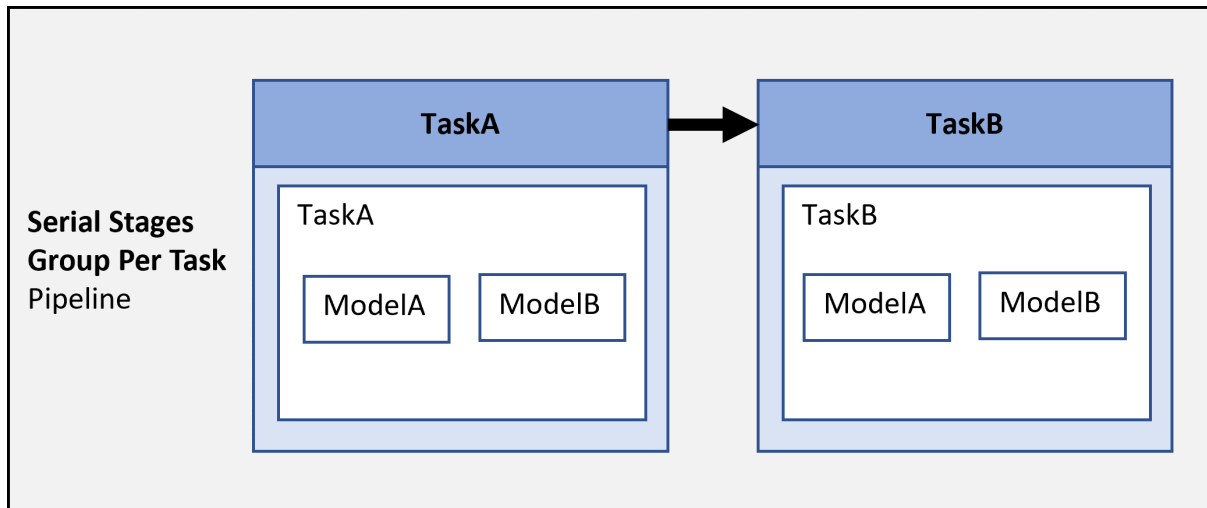 Serial Stages
Group Per Task
Pipeline
TaskA
TaskA
ModelA
ModelB
TaskB
TaskB
ModelA
ModelB